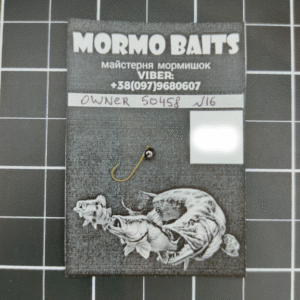 MORMO BAITS
майстерня мормишок
VIBER:
+38(097)9680607
OWNER 50458 №16